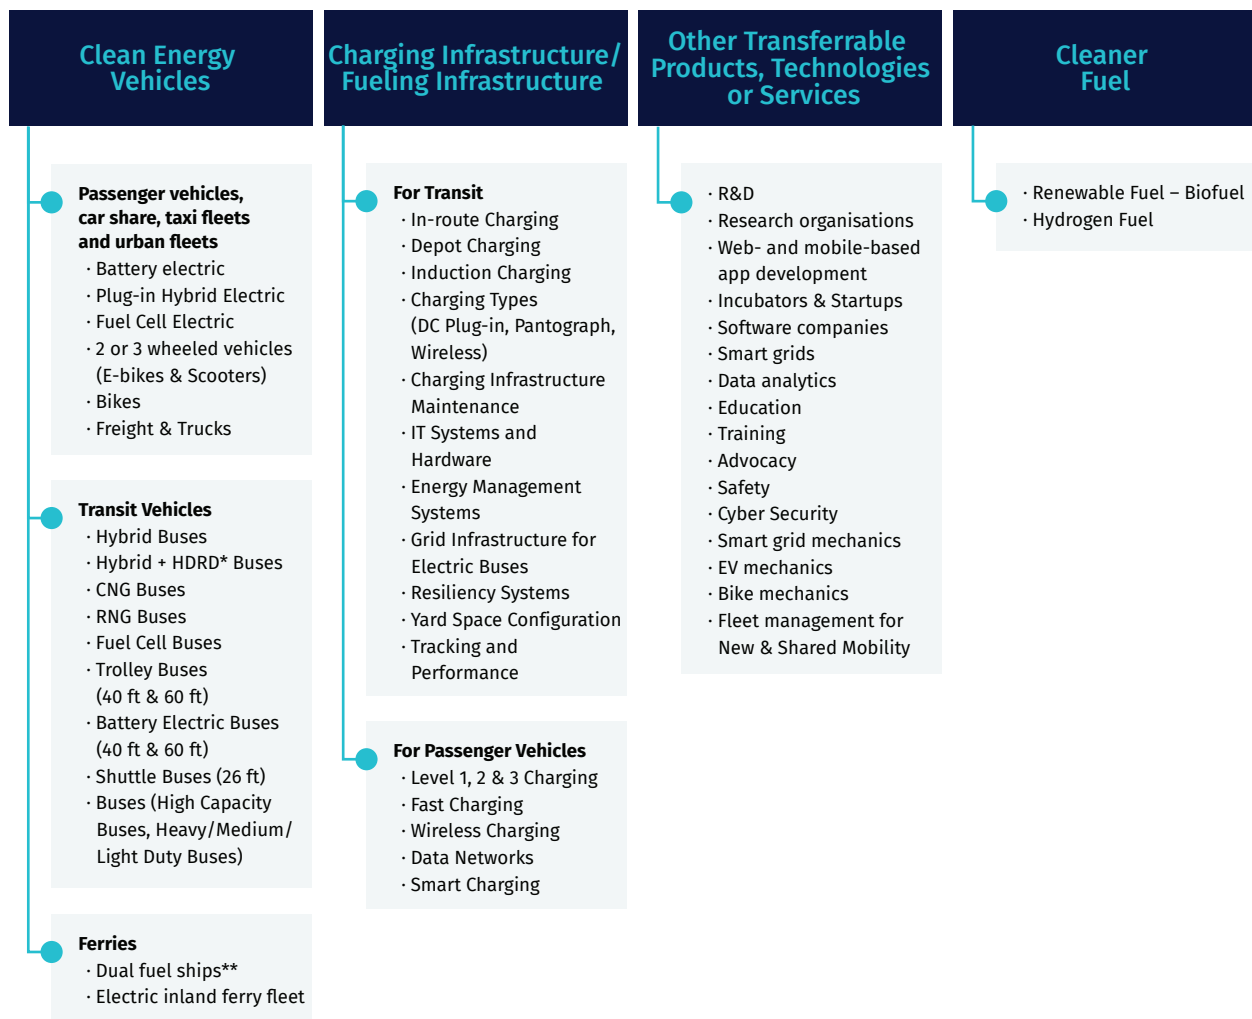 Clean Energy
Vehicles
Passenger vehicles,
car share, taxi fleets
and urban fleets
· Battery electric
· Plug-in Hybrid Electric
· Fuel Cell Electric
· 2 or 3 wheeled vehicles
(E-bikes & Scooters)
· Bikes
· Freight & Trucks
Transit Vehicles
· Hybrid Buses
· Hybrid + HDRD* Buses
· CNG Buses
· RNG Buses
· Fuel Cell Buses
· Trolley Buses
(40 ft & 60 ft)
· Battery Electric Buses
(40 ft & 60 ft)
· Shuttle Buses (26 ft)
· Buses (High Capacity
Buses, Heavy/Medium/
Light Duty Buses)
Ferries
· Dual fuel ships**
· Electric inland ferry fleet
Charging Infrastructure/
Fueling Infrastructure
For Transit
· In-route Charging
· Depot Charging
· Induction Charging
· Charging Types
(DC Plug-in, Pantograph,
Wireless)
· Charging Infrastructure
Maintenance
· IT Systems and
Hardware
· Energy Management
Systems
· Grid Infrastructure for
Electric Buses
· Resiliency Systems
· Yard Space Configuration
· Tracking and
Performance
For Passenger Vehicles
· Level 1, 2 & 3 Charging
· Fast Charging
· Wireless Charging
· Data Networks
· Smart Charging
Other Transferrable
Products, Technologies
or Services
· R&D
· Research organisations
· Web- and mobile-based
app development
· Incubators & Startups
· Software companies
· Smart grids
· Data analytics
· Education
· Training
· Advocacy
· Safety
· Cyber Security
· Smart grid mechanics
· EV mechanics
· Bike mechanics
· Fleet management for
New & Shared Mobility
Cleaner
Fuel
· Renewable Fuel – Biofuel
· Hydrogen Fuel